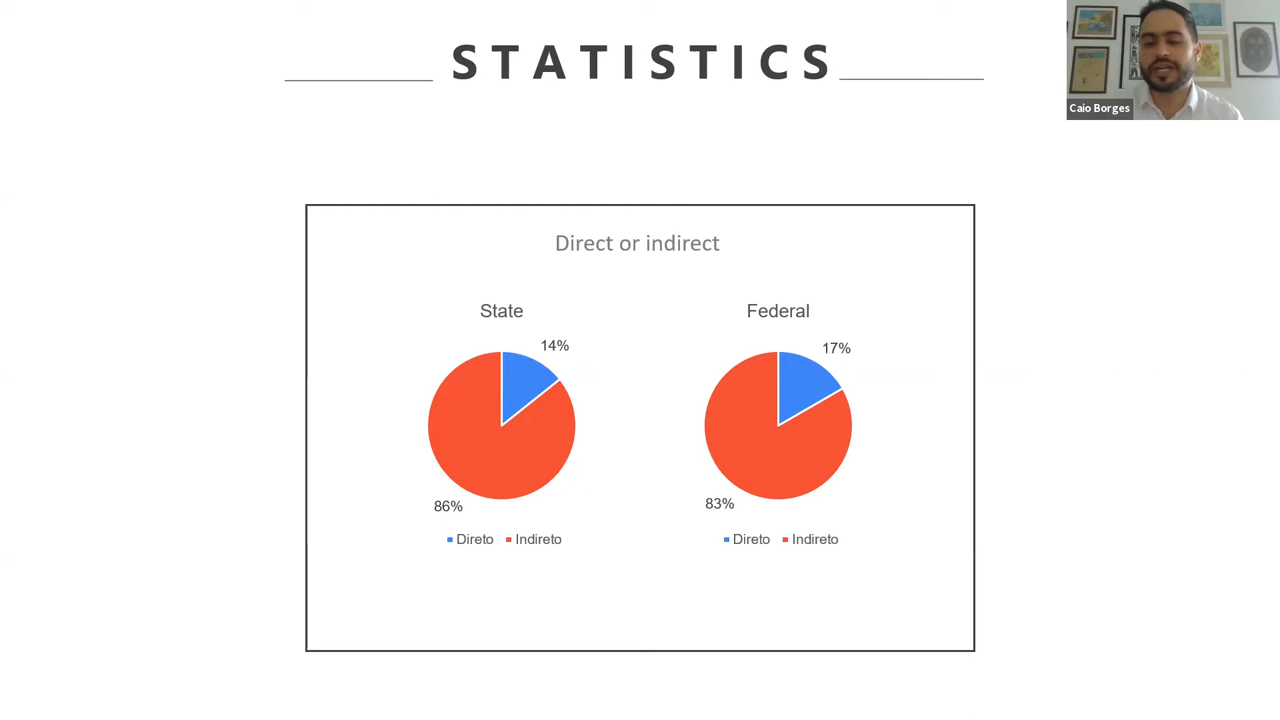 STATISTICS
Caio Borges
Direct or indirect
State
Federal
14%
17%
86%
83%
Direto Indireto
Direto Indireto